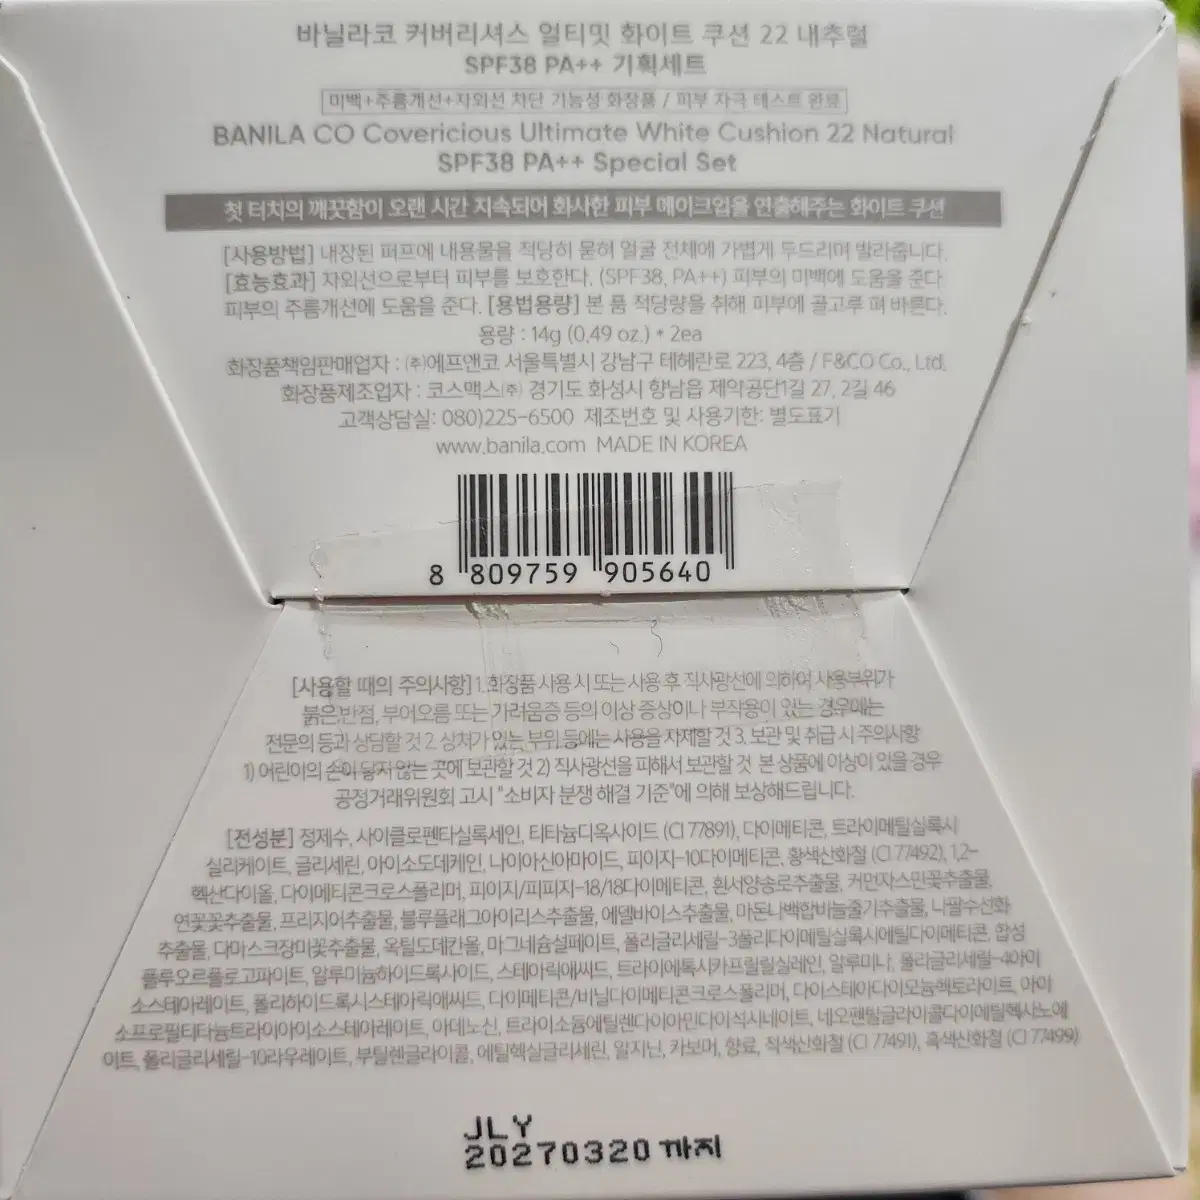 바닐라코 커버리셔스 얼티밋 화이트 쿠션 22 내추럴
SPF38 PA++ 기획세트
미백+주름개선+자외선 차단 기능성 화장품 / 피부 자극 테스트 완료
BANILA CO Covericious Ultimate White Cushion 22 Natural
SPF38 PA++ Special Set
첫 터치의 깨끗함이 오랜 시간 지속되어 화사한 피부 메이크업을 연출해주는 화이트 쿠션
[사용방법] 내장된 퍼프에 내용물을 적당히 묻혀 얼굴 전체에 가볍게 두드리며 발라줍니다.
[효능효과] 자외선으로부터 피부를 보호한다. (SPF38, PA++) 피부의 미백에 도움을 준다
피부의 주름개선에 도움을 준다. [용법용량] 본 품 적당량을 취해 피부에 골고루 펴 바른다.
용량 : 14g (0.49 oz.) * 2ea
화장품책임판매업자 : ㈜에프앤코 서울특별시 강남구 테헤란로 223, 4층 / F&CO Co., Ltd.
화장품제조업자 : 코스맥스㈜ 경기도 화성시 향남읍 제약공단1길 27, 2길 46
고객상담실: 080)225-6500 제조번호 및 사용기한: 별도표기
www.banila.com MADE IN KOREA
8 809759 905640
[사용할 때의 주의사항] 1. 화장품 사용 시 또는 사용 후 직사광선에 의하여 사용부위가
붉은 반점, 부어오름 또는 가려움증 등의 이상 증상이나 부작용이 있는 경우에는
전문의 등과 상담할 것 2. 상처가 있는 부위 등에는 사용을 자제할 것 3. 보관 및 취급 시 주의사항
1) 어린이의 손이 닿지 않는 곳에 보관할 것 2) 직사광선을 피해서 보관할 것 본 상품에 이상이 있을 경우
공정거래위원회 고시 "소비자 분쟁 해결 기준"에 의해 보상해드립니다.
[전성분] 정제수, 사이클로펜타실록세인, 티타늄디옥사이드 (CI 77891), 다이메티콘, 트라이메틸실록시
실리케이트, 글리세린, 아이소도데케인, 나이아신아마이드, 피이지-10다이메티콘, 황색산화철 (CI 77492), 1,2-
헥산다이올, 다이메티콘크로스폴리머, 피이지/피피지-18/18다이메티콘, 흰서양송로추출물, 커먼자스민꽃추출물,
연꽃꽃추출물, 프리지어추출물, 블루플래그아이리스추출물, 에델바이스추출물, 마돈나백합비늘줄기추출물, 나팔수선화
추출물, 다마스크장미꽃추출물, 옥틸도데칸올, 마그네슘설페이트, 폴리글리세릴-3폴리다이메틸실록시에틸다이메티콘, 합성
플루오르플로고파이트, 알루미늄하이드록사이드, 스테아릭애씨드, 트라이에톡시카프릴릴실레인, 알루미나, 폴리글리세릴-4아이
소스테아레이트, 폴리하이드록시스테아릭애씨드, 다이메티콘/비닐다이메티콘크로스폴리머, 다이스테아다이모늄헥토라이트, 아이
소프로필티타늄트라이아이소스테아레이트, 아데노신, 트라이소듐에틸렌다이아민다이석시네이트, 네오펜틸글라이콜다이에틸헥사노에
이트, 폴리글리세릴-10라우레이트, 부틸렌글라이콜, 에틸헥실글리세린, 알지닌, 카보머, 향료, 적색산화철 (CI 77491), 흑색산화철 (CI 77499)
JLY
20270320 까지